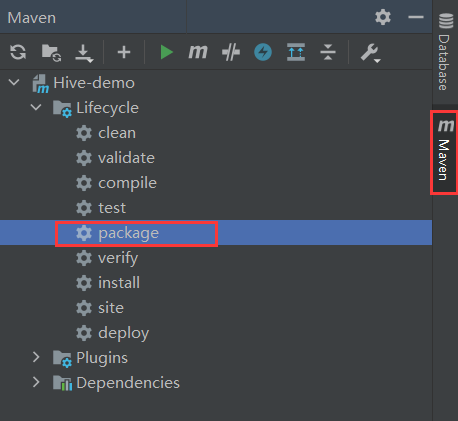 Maven
Hive-demo
Lifecycle
clean
validate
compile
test
package
verify
install
site
deploy
Plugins
Dependencies
Database
m Maven